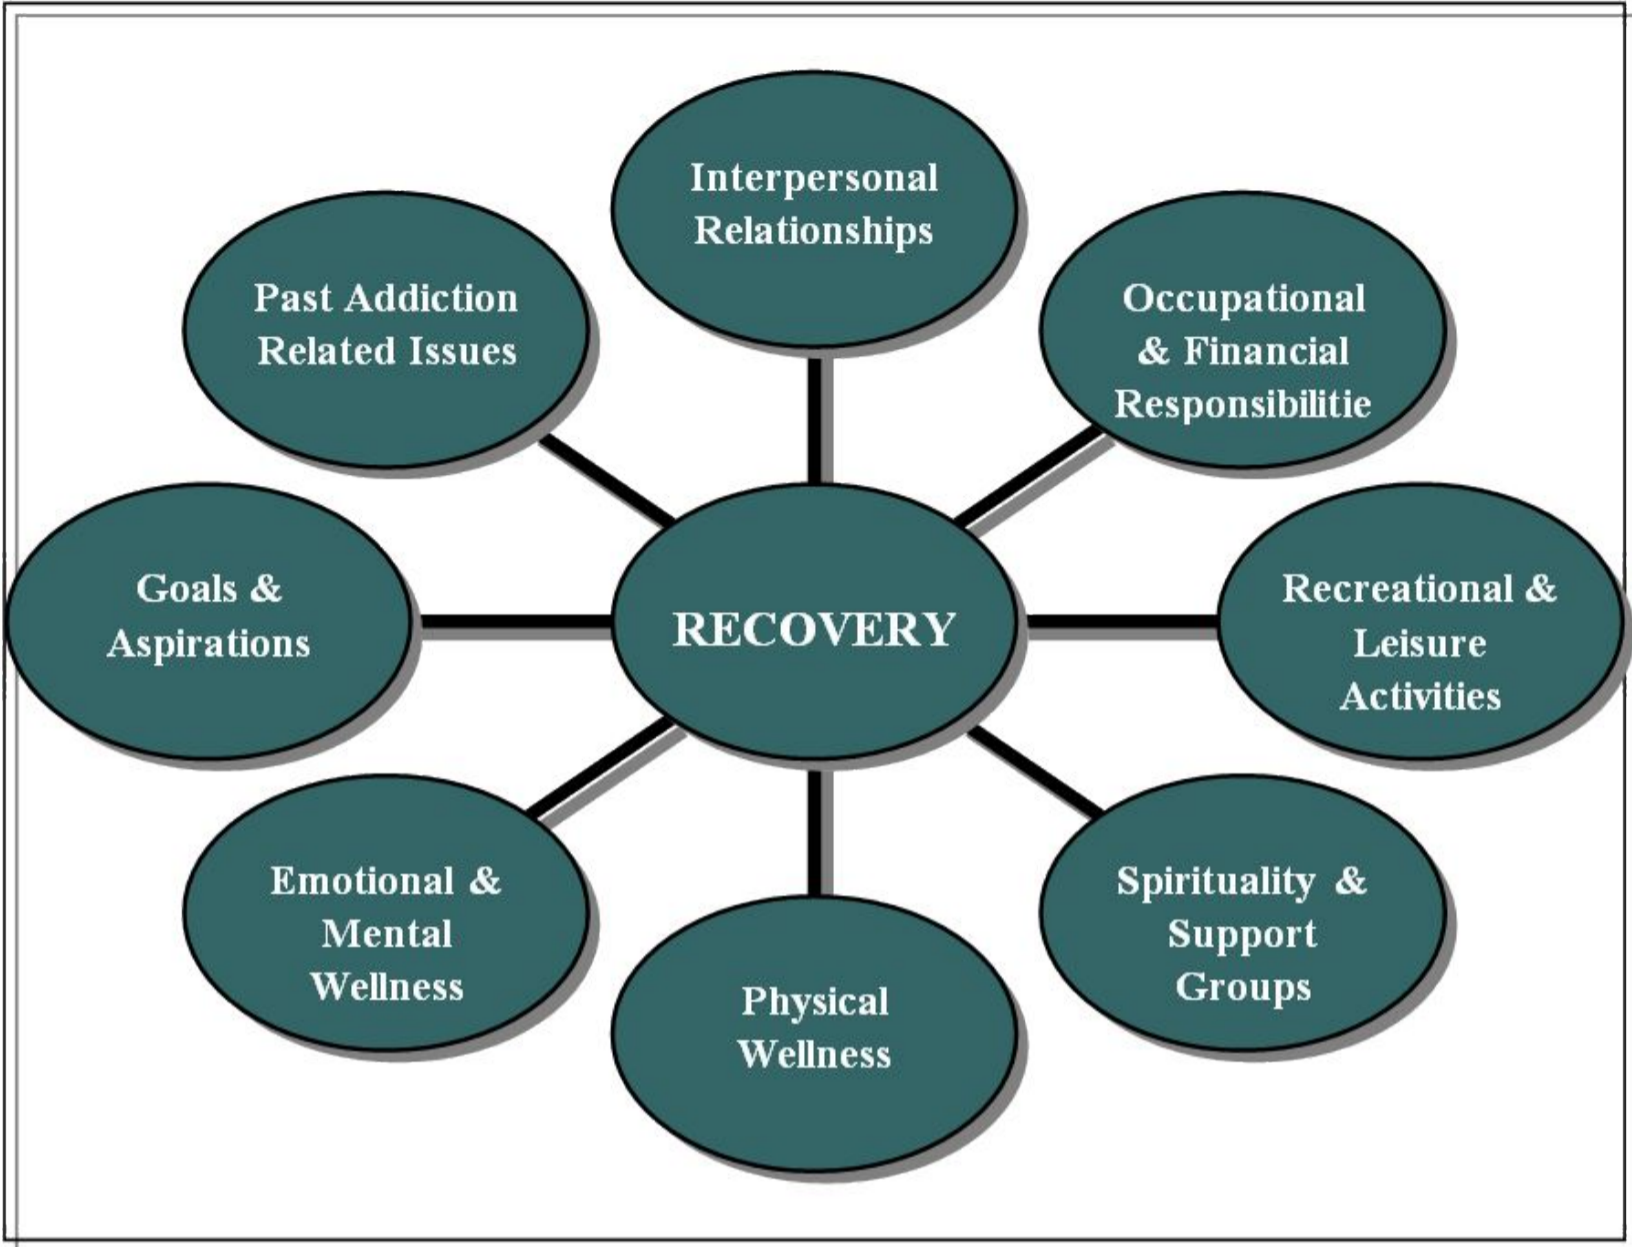 Interpersonal
Relationships
Past Addiction
Related Issues
Occupational
& Financial
Responsibilitie
Goals &
Aspirations
RECOVERY
Recreational &
Leisure
Activities
Emotional &
Mental
Wellness
Spirituality &
Support
Groups
Physical
Wellness